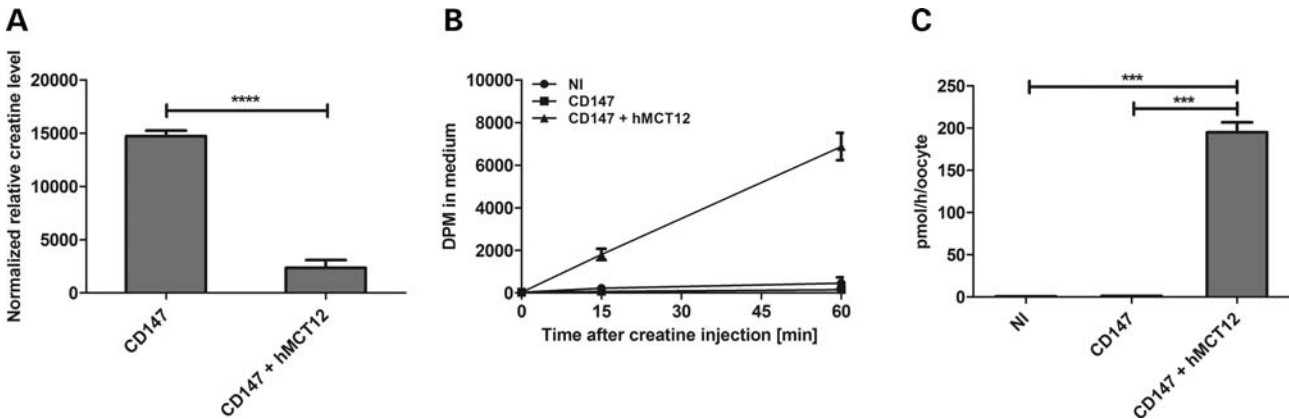 A
Normalized relative creatine level
20000
15000
10000
5000
0
****
CD147
CD147 + hMCT12
B
DPM in medium
10000
8000
6000
4000
2000
0
NI
CD147
CD147 + hMCT12
0 15 30 45 60
Time after creatine injection [min]
C
pmol/h/oocyte
250
200
150
100
50
0
***
***
NI
CD147
CD147 + hMCT12